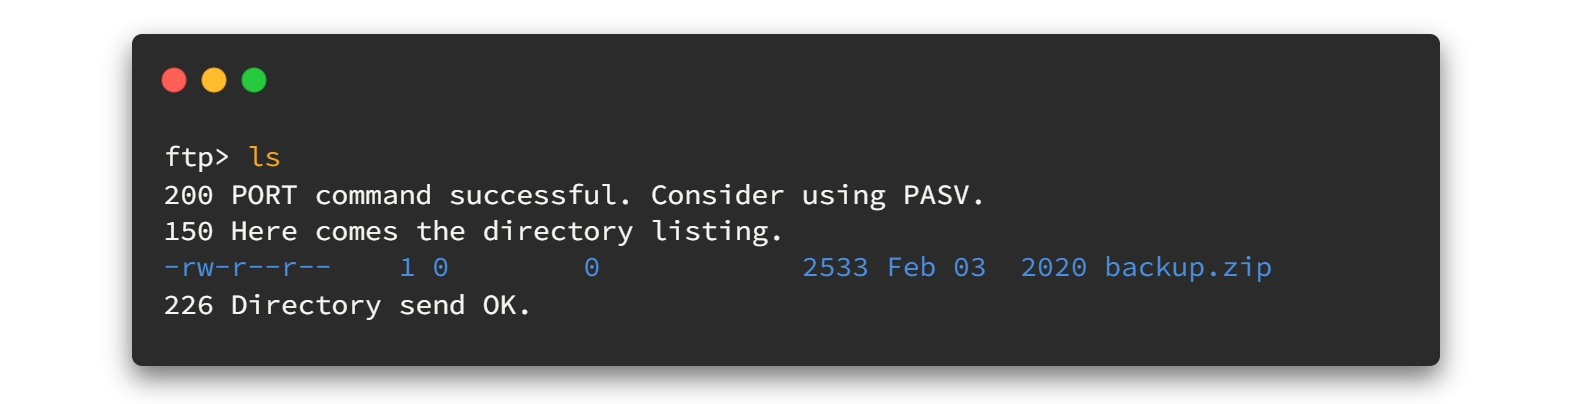 ftp> ls
200 PORT command successful. Consider using PASV.
150 Here comes the directory listing.
-rw-r--r--    1 0        0            2533 Feb 03  2020 backup.zip
226 Directory send OK.